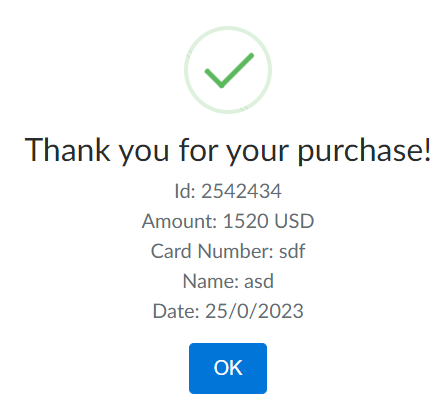 Thank you for your purchase!
Id: 2542434
Amount: 1520 USD
Card Number: sdf
Name: asd
Date: 25/0/2023
OK